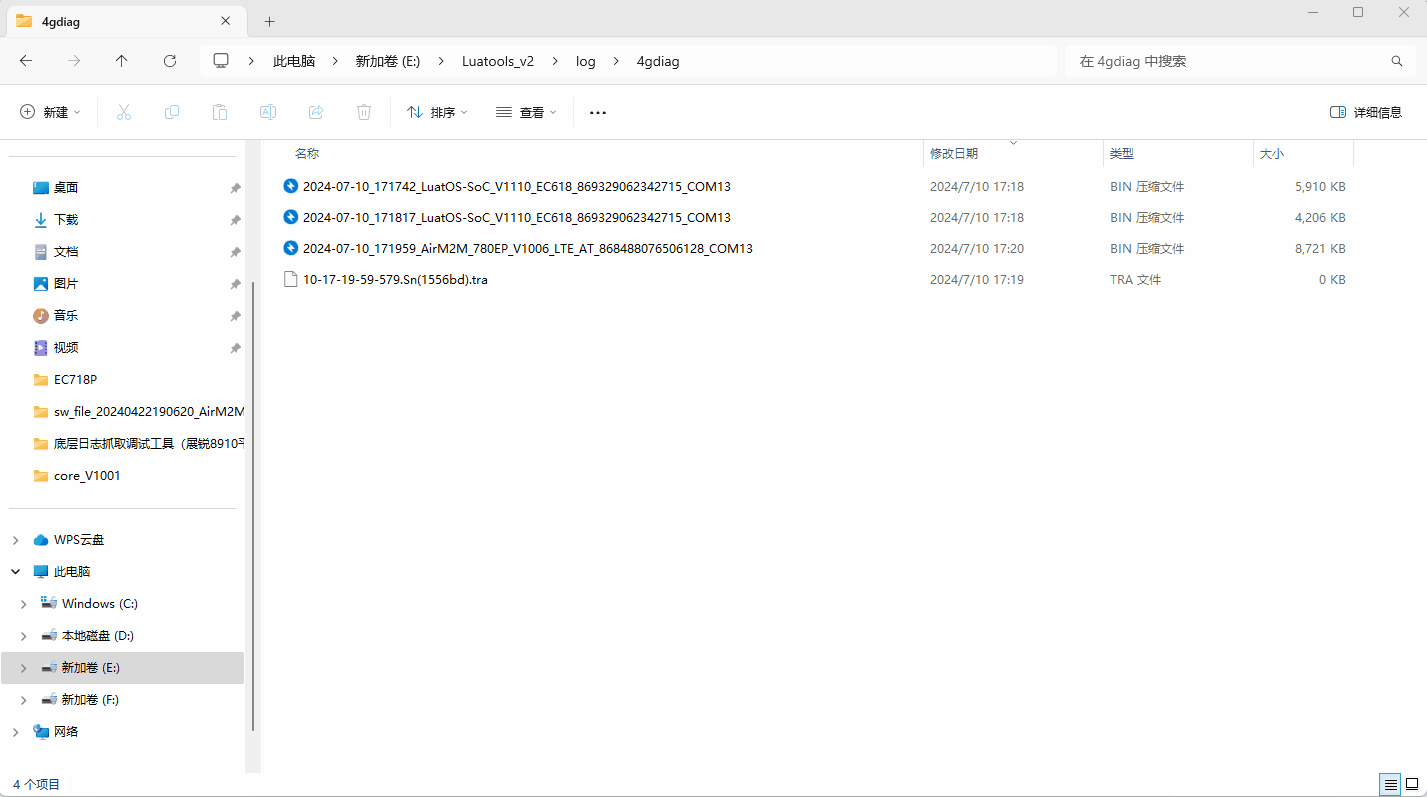 4gdiag
此电脑 > 新加卷 (E:) > Luatools_v2 > log > 4gdiag
在 4gdiag 中搜索
新建 排序 查看 ··· 详细信息
名称 修改日期 类型 大小
桌面
下载
文档
图片
音乐
视频
EC718P
sw_file_20240422190620_AirM2M
底层日志抓取调试工具（展锐8910平
core_V1001
WPS云盘
此电脑
Windows (C:)
本地磁盘 (D:)
新加卷 (E:)
新加卷 (F:)
网络
2024-07-10_171742_LuatOS-SoC_V1110_EC618_869329062342715_COM13 2024/7/10 17:18 BIN 压缩文件 5,910 KB
2024-07-10_171817_LuatOS-SoC_V1110_EC618_869329062342715_COM13 2024/7/10 17:18 BIN 压缩文件 4,206 KB
2024-07-10_171959_AirM2M_780EP_V1006_LTE_AT_868488076506128_COM13 2024/7/10 17:20 BIN 压缩文件 8,721 KB
10-17-19-59-579.Sn(1556bd).tra 2024/7/10 17:19 TRA 文件 0 KB
4 个项目